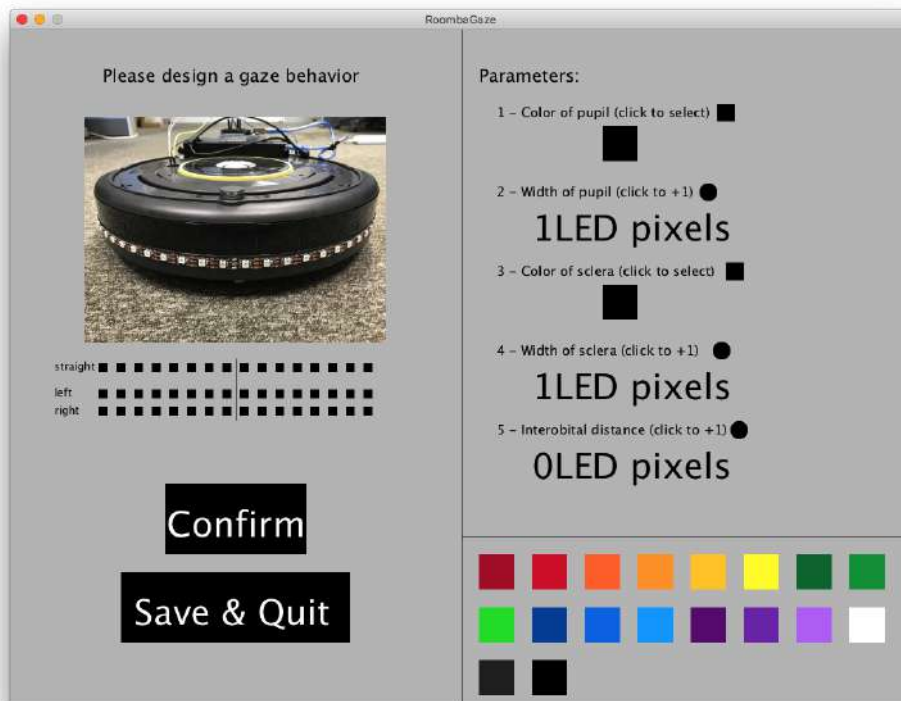 RoombaGaze
Please design a gaze behavior
straight
left
right
Confirm
Save & Quit
Parameters:
1 – Color of pupil (click to select)
2 – Width of pupil (click to +1)
1LED pixels
3 – Color of sclera (click to select)
4 – Width of sclera (click to +1)
1LED pixels
5 – Interobital distance (click to +1)
0LED pixels